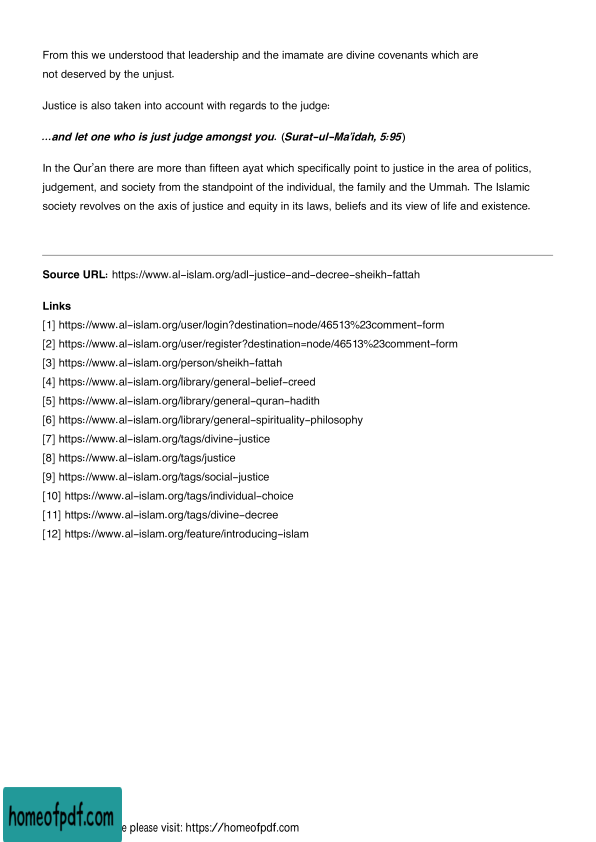 From this we understood that leadership and the imamate are divine covenants which are
not deserved by the unjust.
Justice is also taken into account with regards to the judge:
...and let one who is just judge amongst you. (Surat-ul-Ma'idah, 5:95)
In the Qur'an there are more than fifteen ayat which specifically point to justice in the area of politics,
judgement, and society from the standpoint of the individual, the family and the Ummah. The Islamic
society revolves on the axis of justice and equity in its laws, beliefs and its view of life and existence.
Source URL: https://www.al-islam.org/adl-justice-and-decree-sheikh-fattah
Links
[1] https://www.al-islam.org/user/login?destination=node/46513%23comment-form
[2] https://www.al-islam.org/user/register?destination=node/46513%23comment-form
[3] https://www.al-islam.org/person/sheikh-fattah
[4] https://www.al-islam.org/library/general-belief-creed
[5] https://www.al-islam.org/library/general-quran-hadith
[6] https://www.al-islam.org/library/general-spirituality-philosophy
[7] https://www.al-islam.org/tags/divine-justice
[8] https://www.al-islam.org/tags/justice
[9] https://www.al-islam.org/tags/social-justice
[10] https://www.al-islam.org/tags/individual-choice
[11] https://www.al-islam.org/tags/divine-decree
[12] https://www.al-islam.org/feature/introducing-islam
homeofpdf.com
e please visit: https://homeofpdf.com